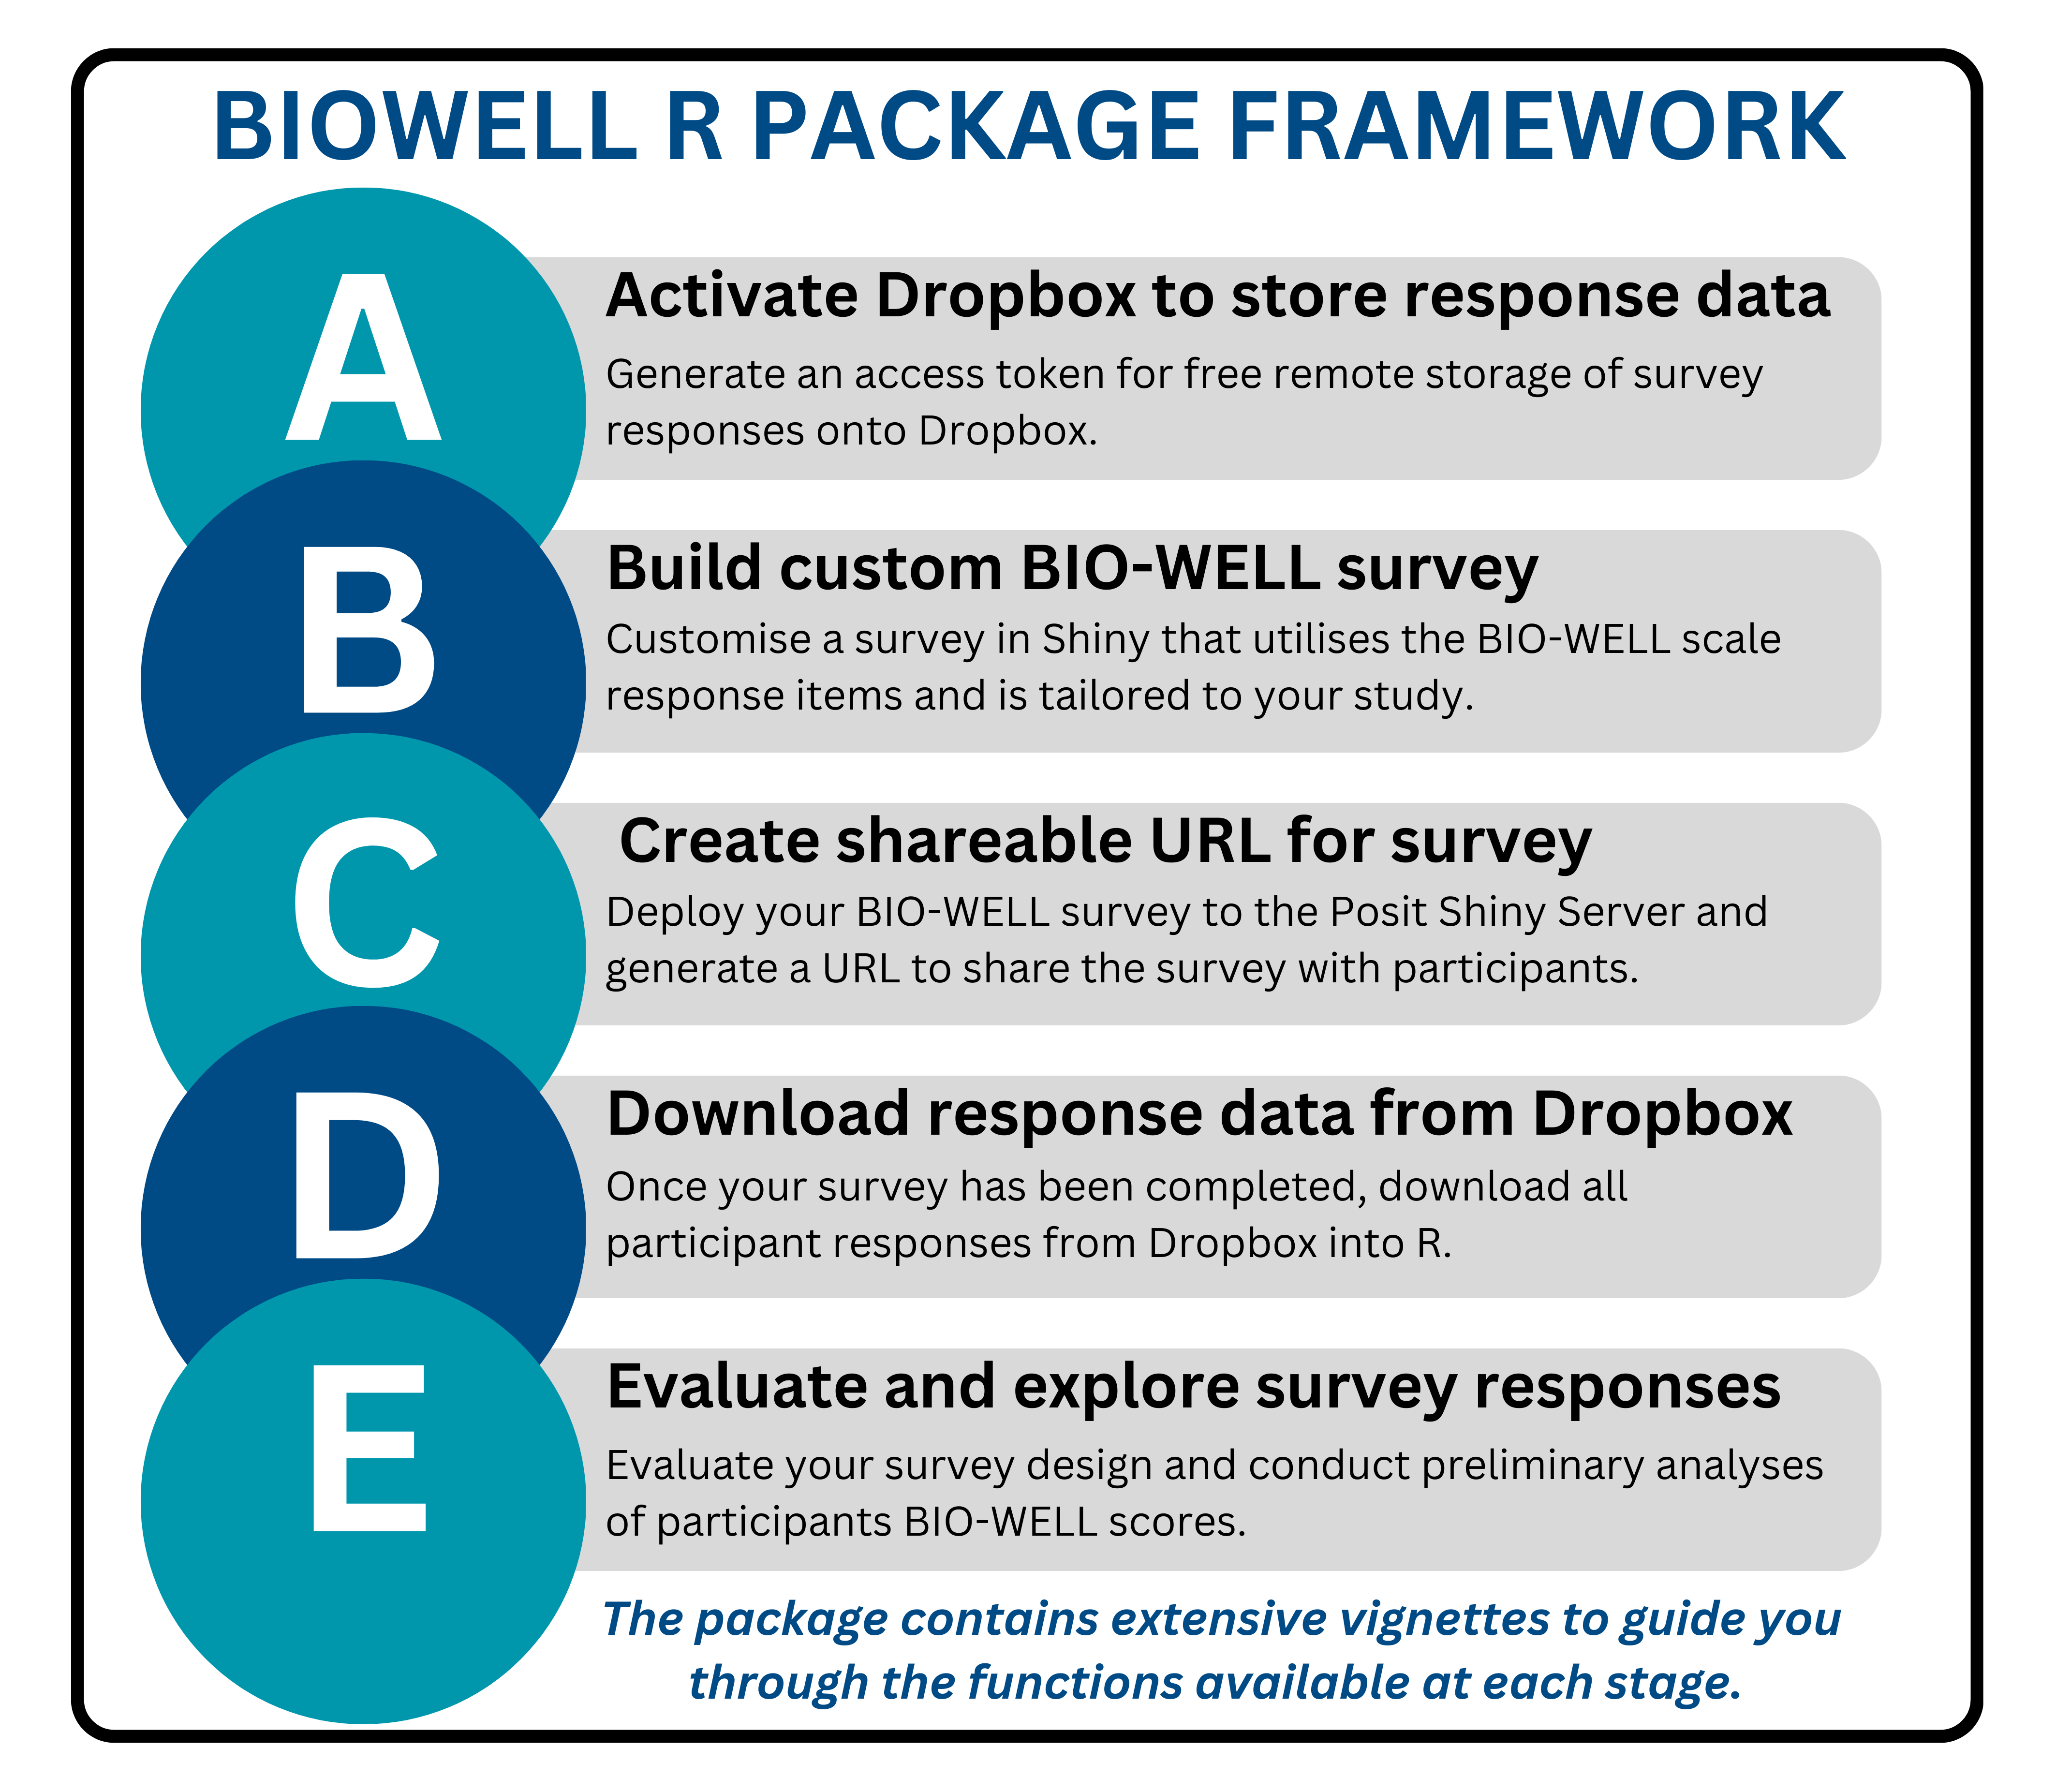 BIOWELL R PACKAGE FRAMEWORK
A
Activate Dropbox to store response data
Generate an access token for free remote storage of survey
responses onto Dropbox.
B
Build custom BIO-WELL survey
Customise a survey in Shiny that utilises the BIO-WELL scale
response items and is tailored to your study.
C
Create shareable URL for survey
Deploy your BIO-WELL survey to the Posit Shiny Server and
generate a URL to share the survey with participants.
D
Download response data from Dropbox
Once your survey has been completed, download all
participant responses from Dropbox into R.
E
Evaluate and explore survey responses
Evaluate your survey design and conduct preliminary analyses
of participants BIO-WELL scores.
The package contains extensive vignettes to guide you
through the functions available at each stage.